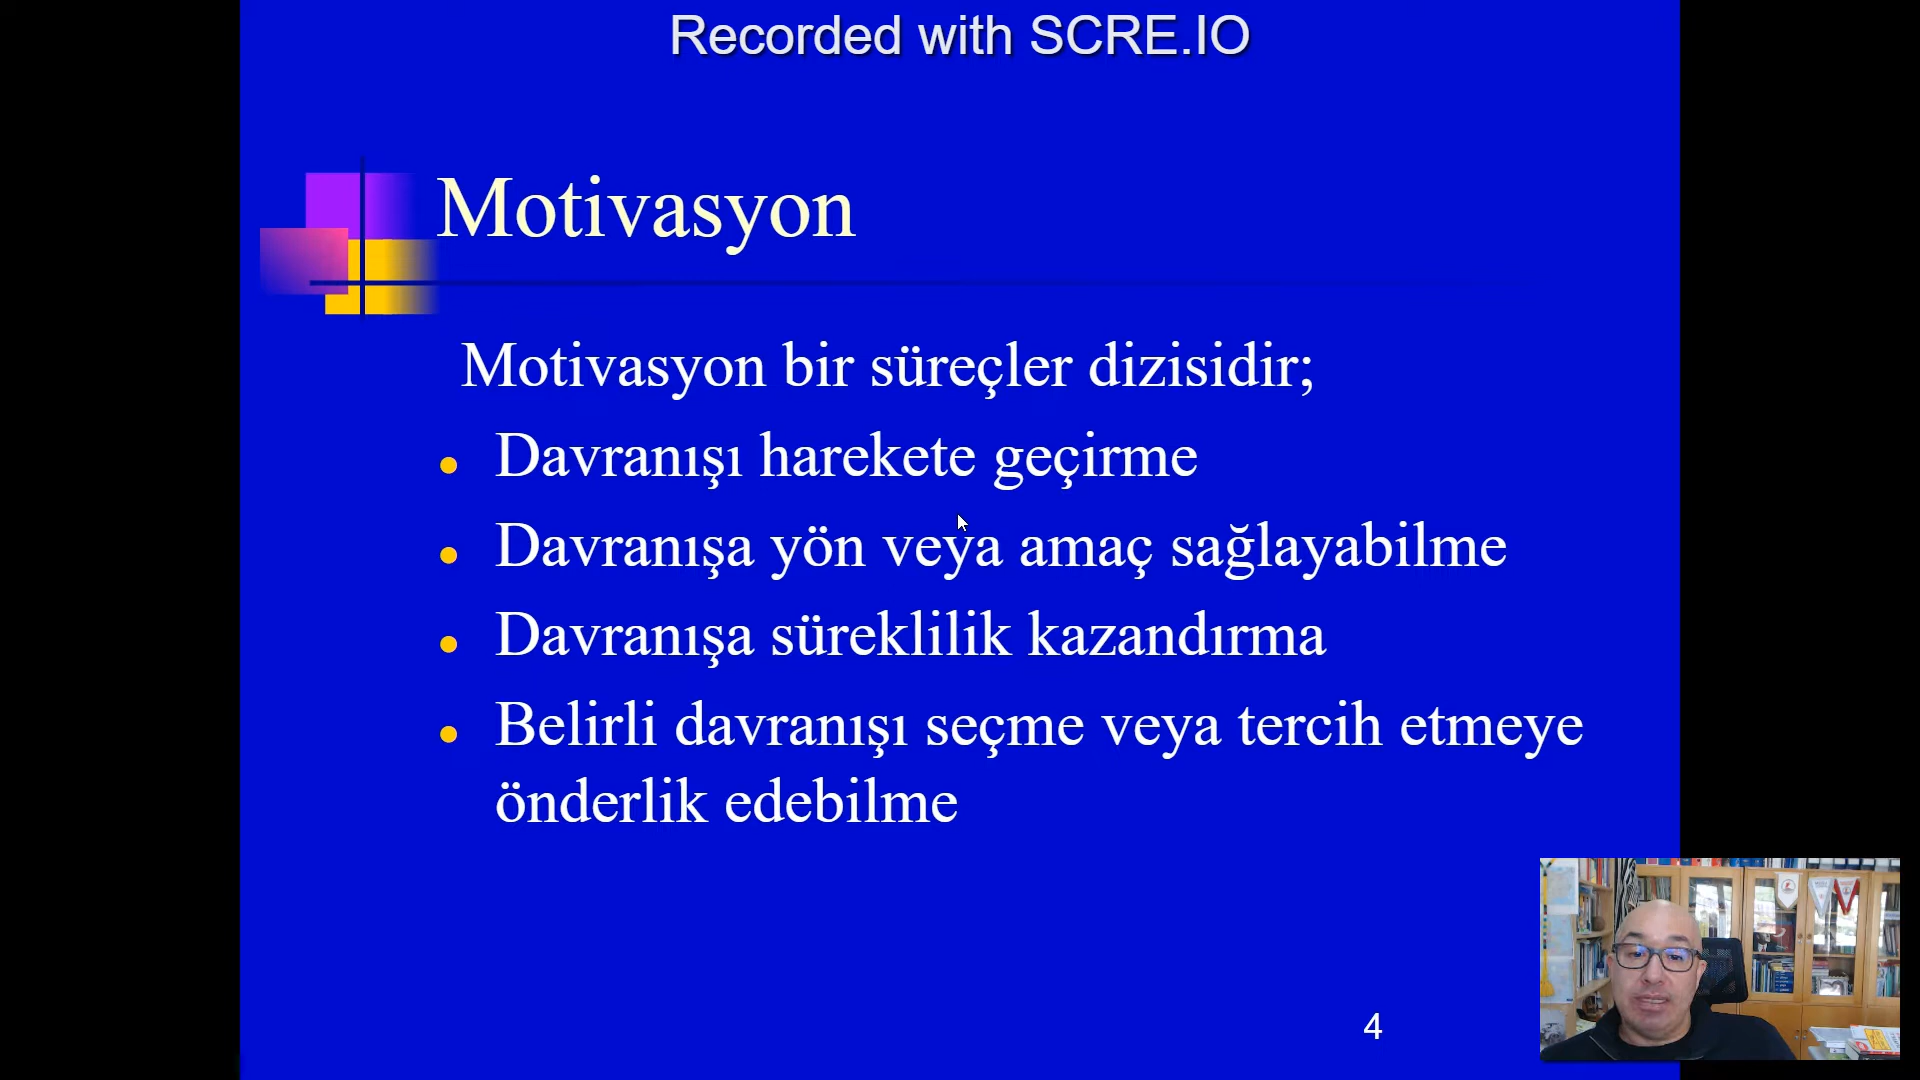 Recorded with SCRE.IO
Motivasyon
Motivasyon bir süreçler dizisidir;
Davranışı harekete geçirme
Davranışa yön veya amaç sağlayabilme
Davranışa süreklilik kazandırma
Belirli davranışı seçme veya tercih etmeye
önderlik edebilme
4